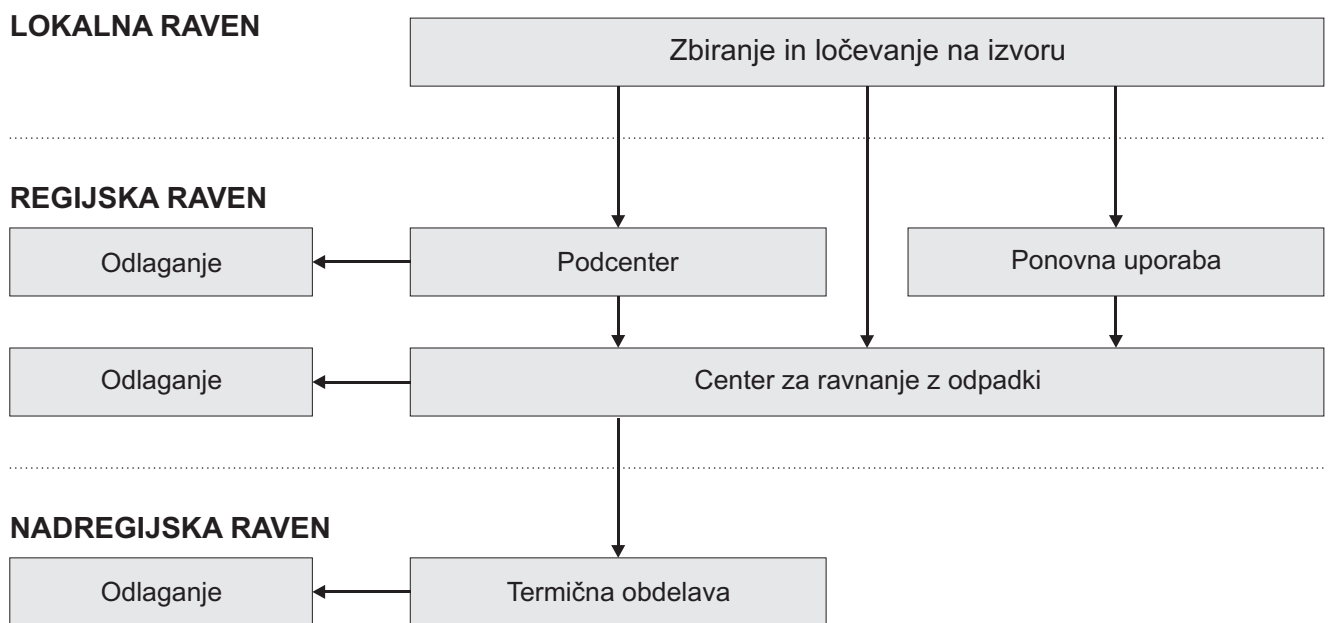 LOKALNA RAVEN
Zbiranje in ločevanje na izvoru
REGIJSKA RAVEN
Odlaganje
Podcenter
Ponovna uporaba
Odlaganje
Center za ravnanje z odpadki
NADREGIJSKA RAVEN
Odlaganje
Termična obdelava